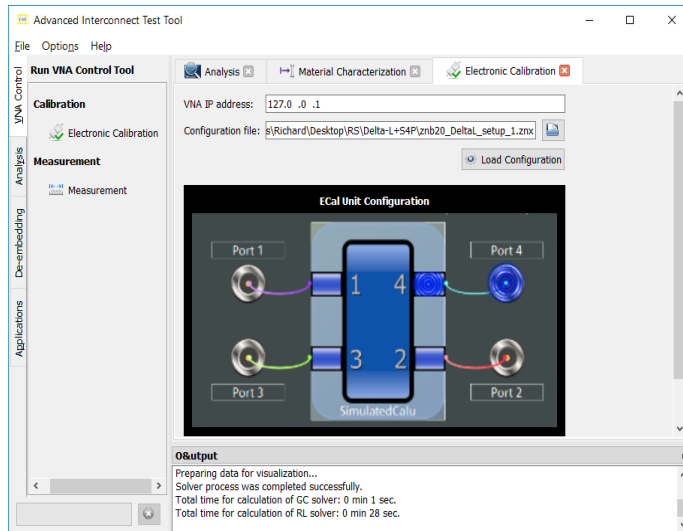 Advanced Interconnect Test Tool
File Options Help
VNA Control
Analysis
De-embedding
Applications
Run VNA Control Tool
Calibration
Electronic Calibration
Measurement
Measurement
Analysis
Material Characterization
Electronic Calibration
VNA IP address: 127.0 .0 .1
Configuration file: s\Richard\Desktop\RS\Delta-L+S4P\znb20_DeltaL_setup_1.znx
Load Configuration
ECal Unit Configuration
Port 1
Port 4
1 4
3 2
Port 3
Port 2
SimulatedCalu
O&utput
Preparing data for visualization...
Solver process was completed successfully.
Total time for calculation of GC solver: 0 min 1 sec.
Total time for calculation of RL solver: 0 min 28 sec.